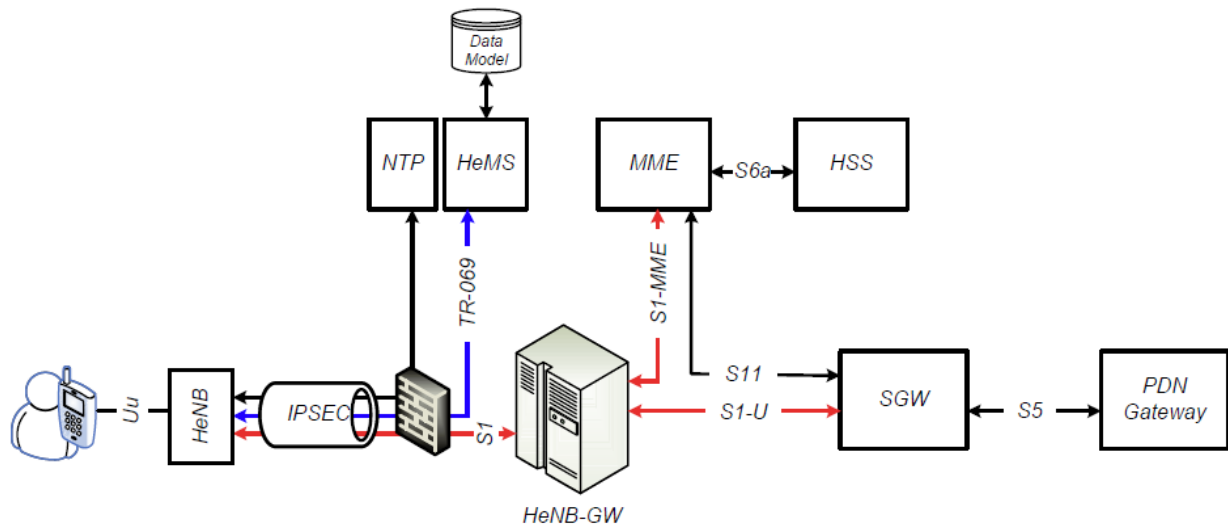 Data
Model
NTP
HeMS
MME
S6a
HSS
TR-069
S1-MME
Uu
HeNB
IPSEC
S1
S11
S1-U
SGW
S5
PDN
Gateway
HeNB-GW